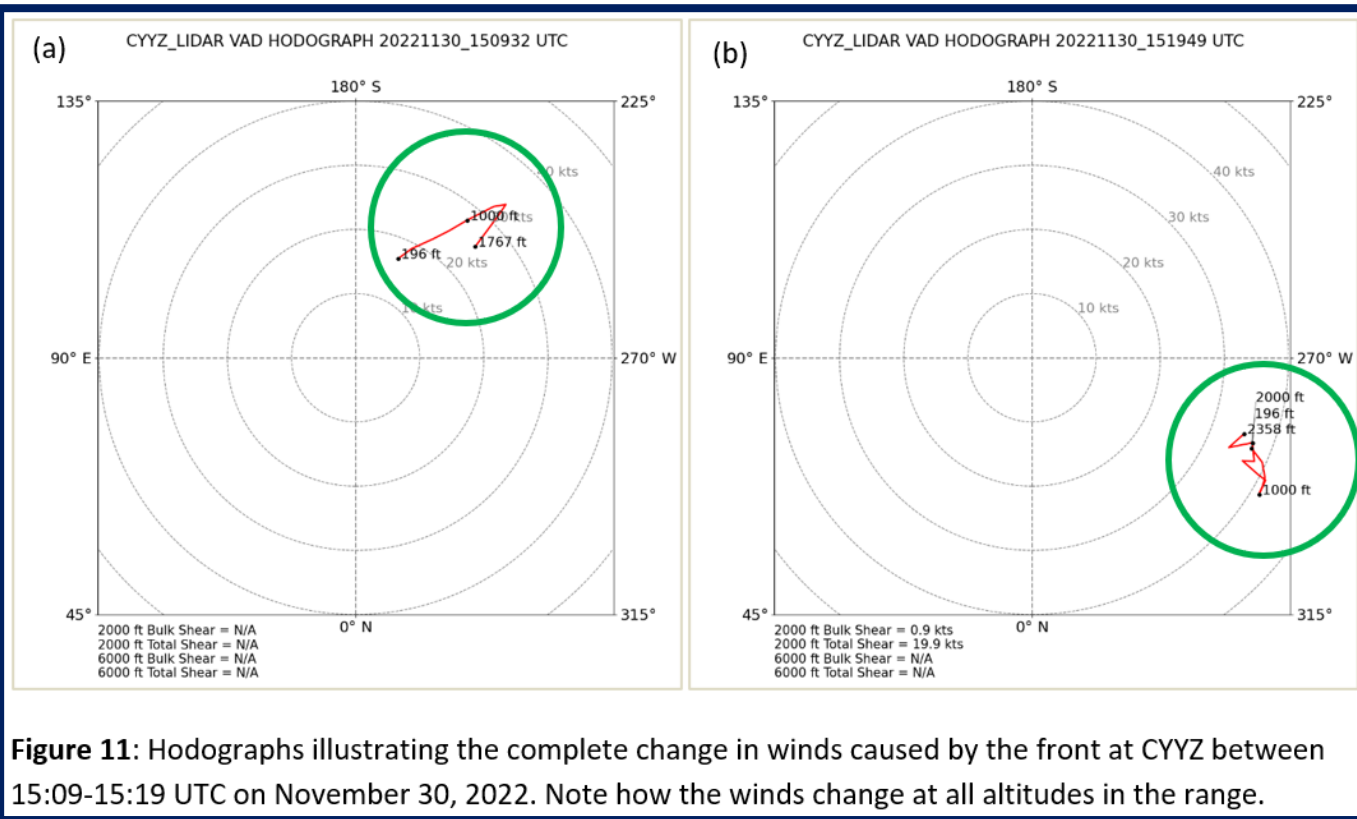 (a)
CYYZ_LIDAR VAD HODOGRAPH 20221130_150932 UTC
180° S
135°
225°
40 kts
1000 ft
30 kts
1767 ft
196 ft
20 kts
10 kts
90° E
270° W
45°
315°
0° N
2000 ft Bulk Shear = N/A
2000 ft Total Shear = N/A
6000 ft Bulk Shear = N/A
6000 ft Total Shear = N/A
(b)
CYYZ_LIDAR VAD HODOGRAPH 20221130_151949 UTC
180° S
135°
225°
40 kts
30 kts
20 kts
10 kts
90° E
270° W
2000 ft
196 ft
2358 ft
1000 ft
45°
315°
0° N
2000 ft Bulk Shear = 0.9 kts
2000 ft Total Shear = 19.9 kts
6000 ft Bulk Shear = N/A
6000 ft Total Shear = N/A
Figure 11: Hodographs illustrating the complete change in winds caused by the front at CYYZ between
15:09-15:19 UTC on November 30, 2022. Note how the winds change at all altitudes in the range.